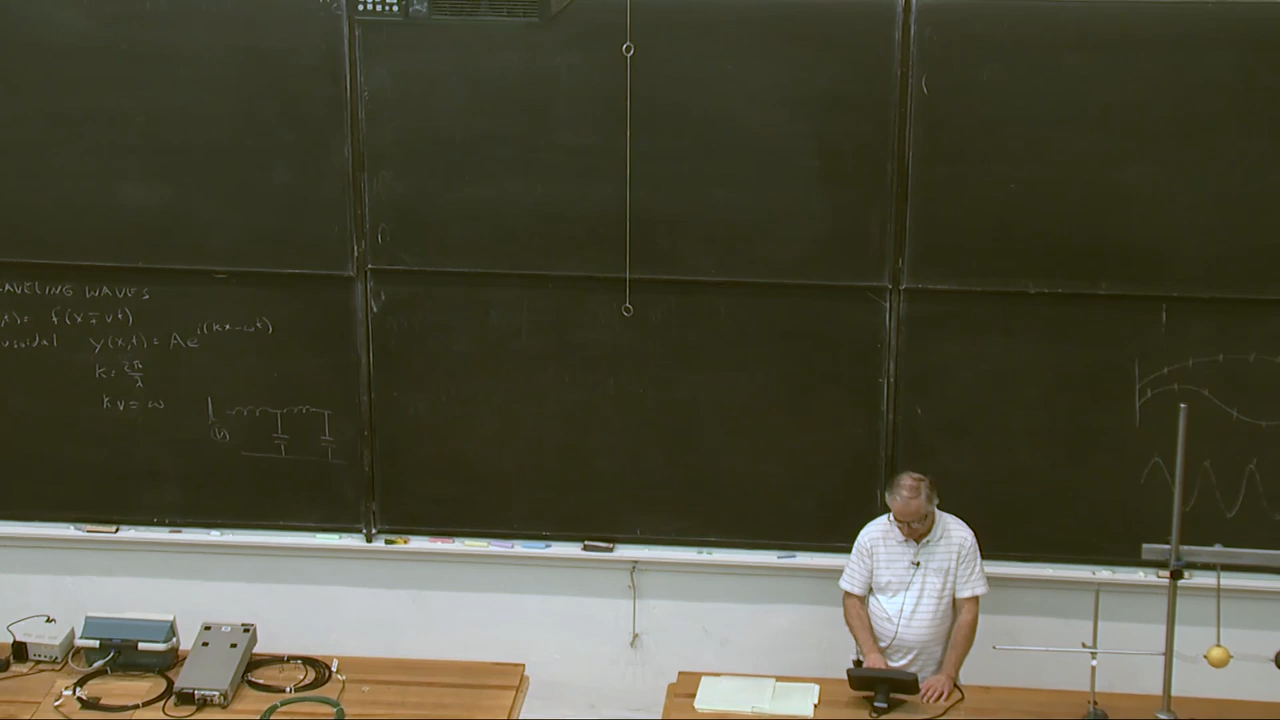 AVELING WAVES
,t) = f(x∓vt)
usoidal y(x,t) = Ae^{i(kx-ωt)}
k = 2π/λ
kv = ω
V